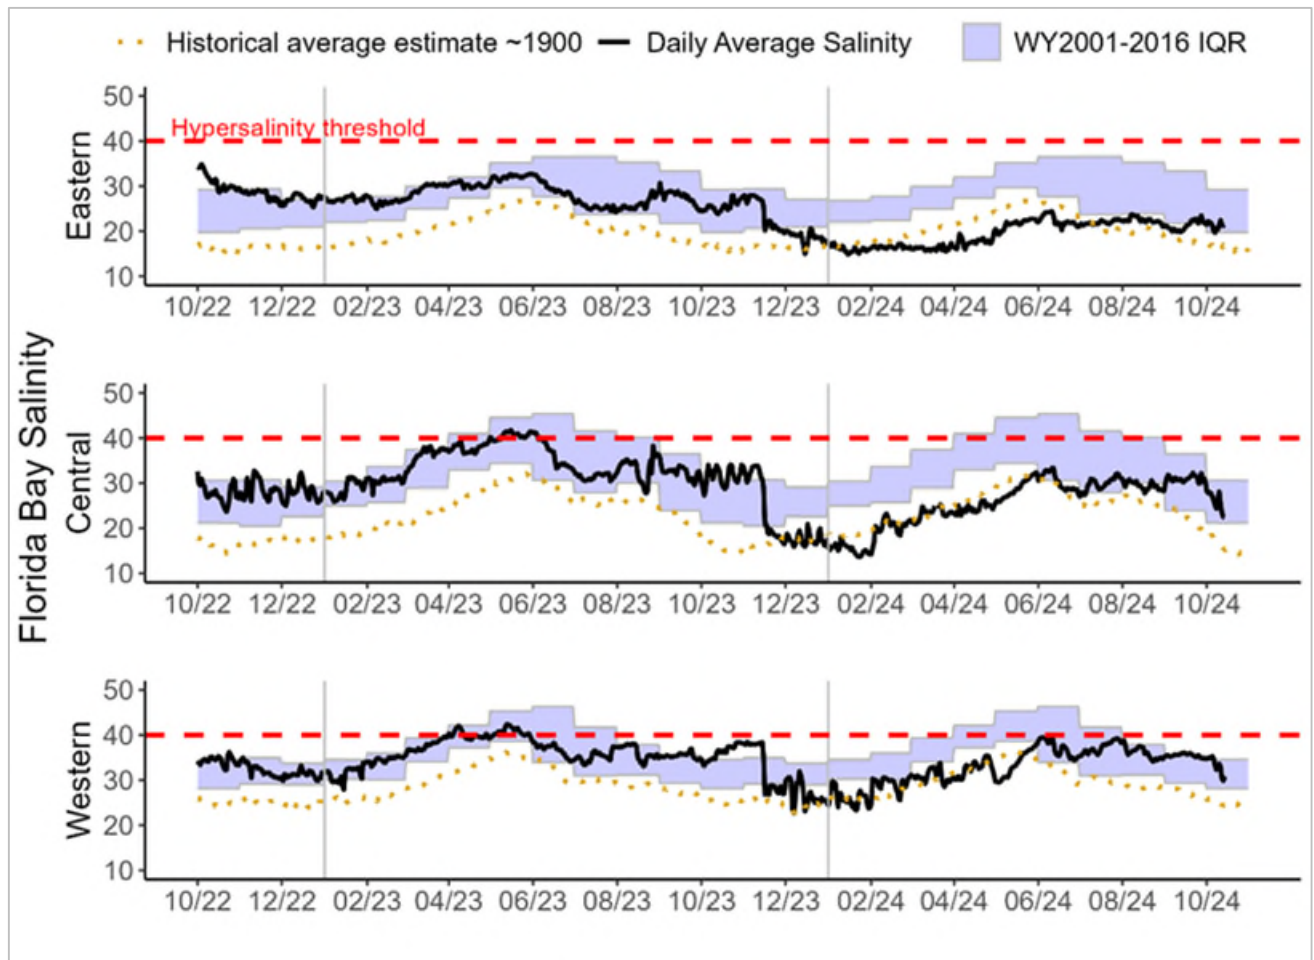 Historical average estimate ~1900 Daily Average Salinity WY2001-2016 IQR
Florida Bay Salinity
Eastern
50
40
30
20
10
Hypersalinity threshold
10/22 12/22 02/23 04/23 06/23 08/23 10/23 12/23 02/24 04/24 06/24 08/24 10/24
Central
50
40
30
20
10
10/22 12/22 02/23 04/23 06/23 08/23 10/23 12/23 02/24 04/24 06/24 08/24 10/24
Western
50
40
30
20
10
10/22 12/22 02/23 04/23 06/23 08/23 10/23 12/23 02/24 04/24 06/24 08/24 10/24